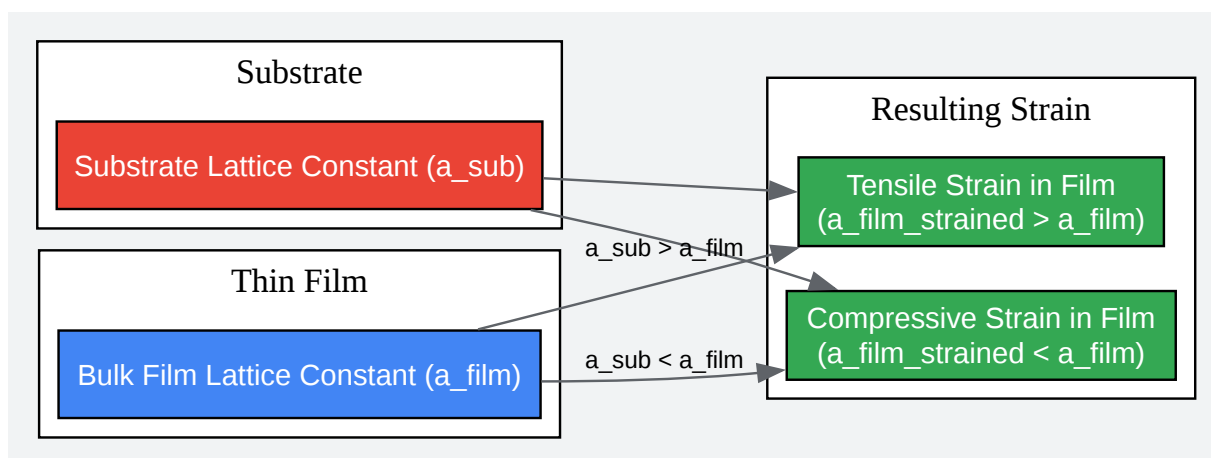 Substrate
Substrate Lattice Constant (a_sub)
Thin Film
Bulk Film Lattice Constant (a_film)
a_sub > a_film
a_sub < a_film
Resulting Strain
Tensile Strain in Film
(a_film_strained > a_film)
Compressive Strain in Film
(a_film_strained < a_film)